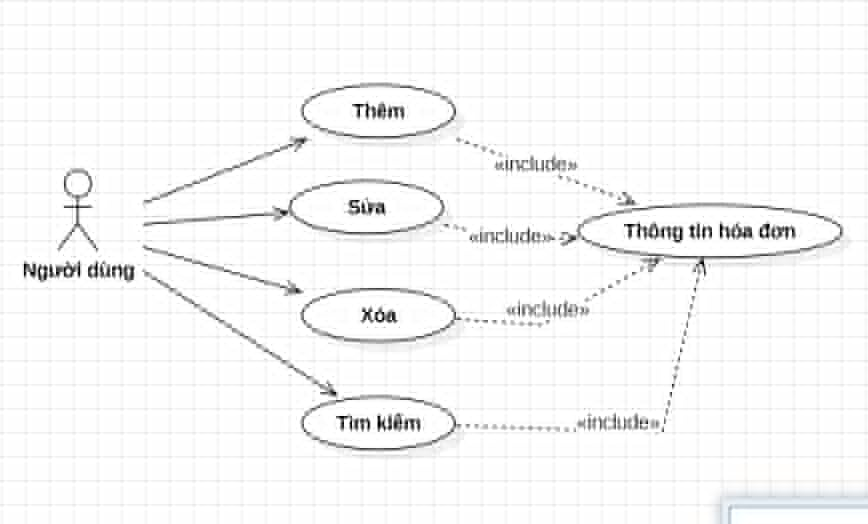 Thêm
«include»
Sửa
«include»
Thông tin hóa đơn
Người dùng
Xóa
«include»
Tìm kiếm
«include»